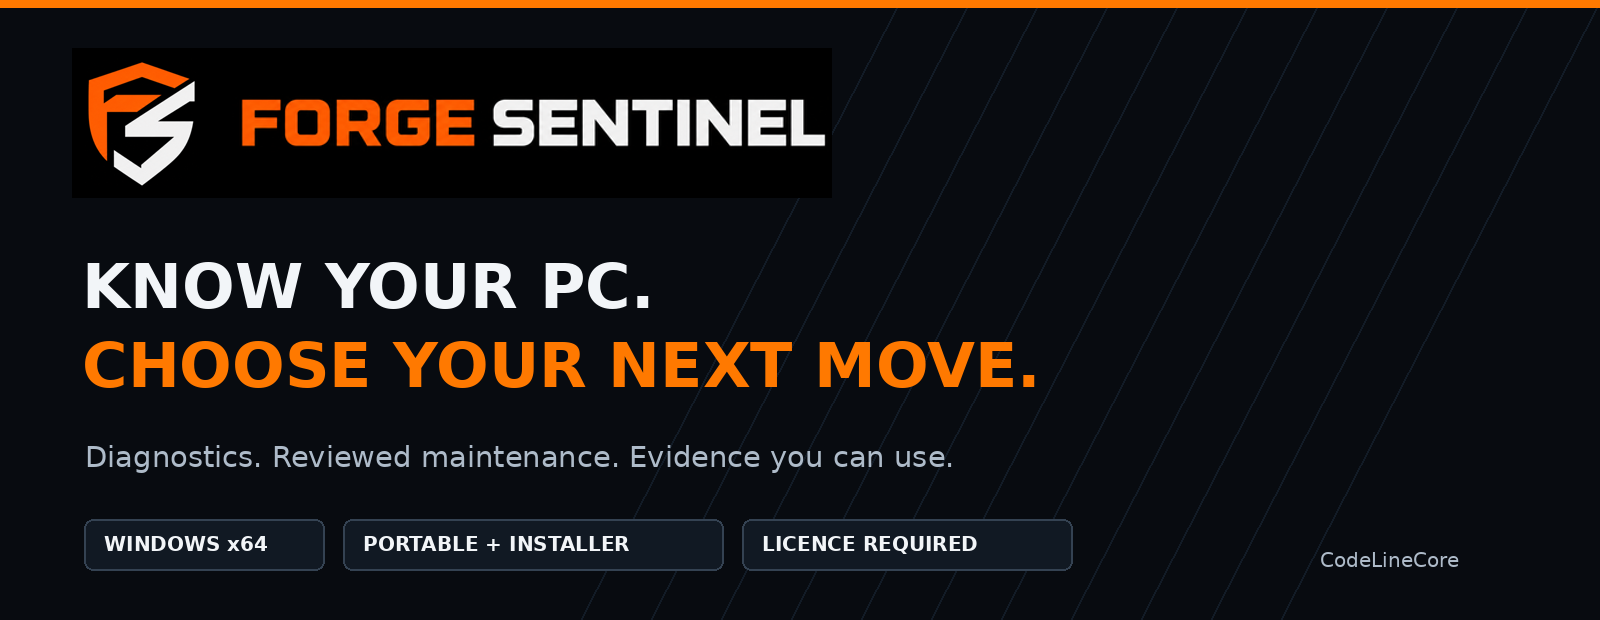 FORGE SENTINEL
KNOW YOUR PC.
CHOOSE YOUR NEXT MOVE.
Diagnostics. Reviewed maintenance. Evidence you can use.
WINDOWS x64
PORTABLE + INSTALLER
LICENCE REQUIRED
CodeLineCore